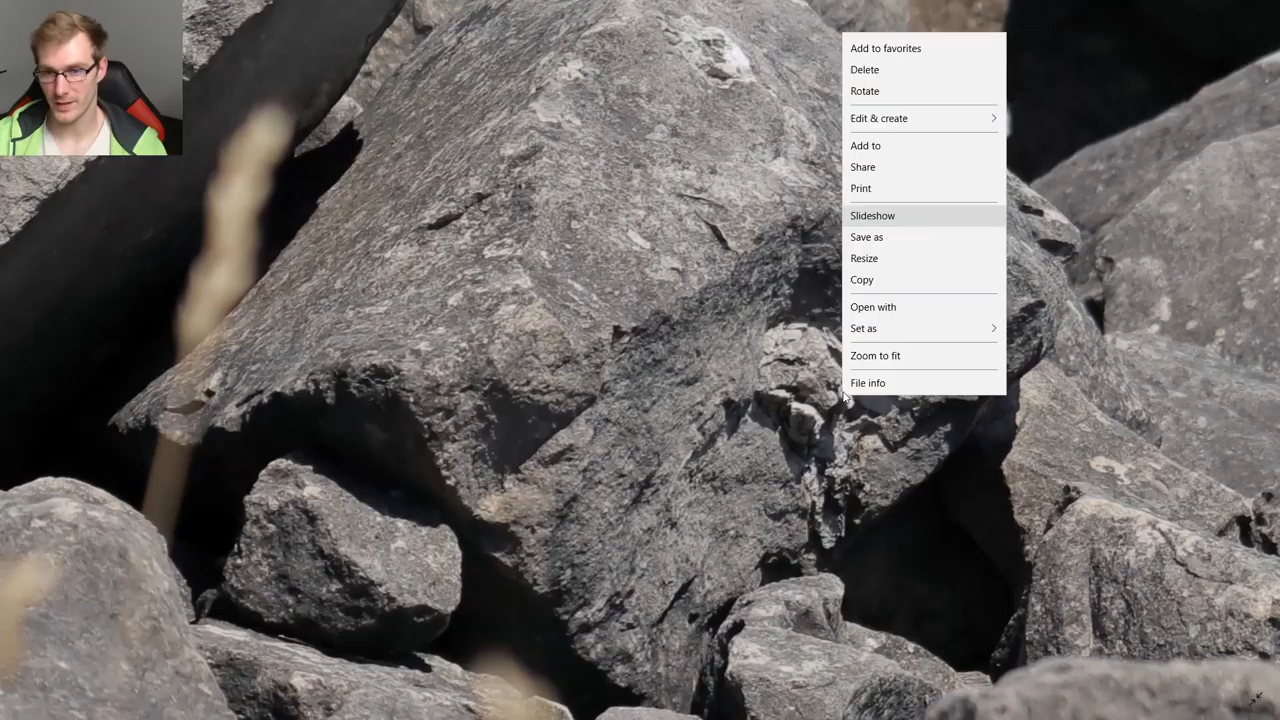 Add to favorites
Delete
Rotate
Edit & create
Add to
Share
Print
Slideshow
Save as
Resize
Copy
Open with
Set as
Zoom to fit
File info